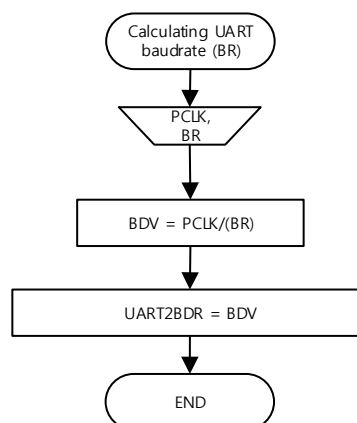 Calculating UART
baudrate (BR)
PCLK,
BR
BDV = PCLK/(BR)
UART2BDR = BDV
END